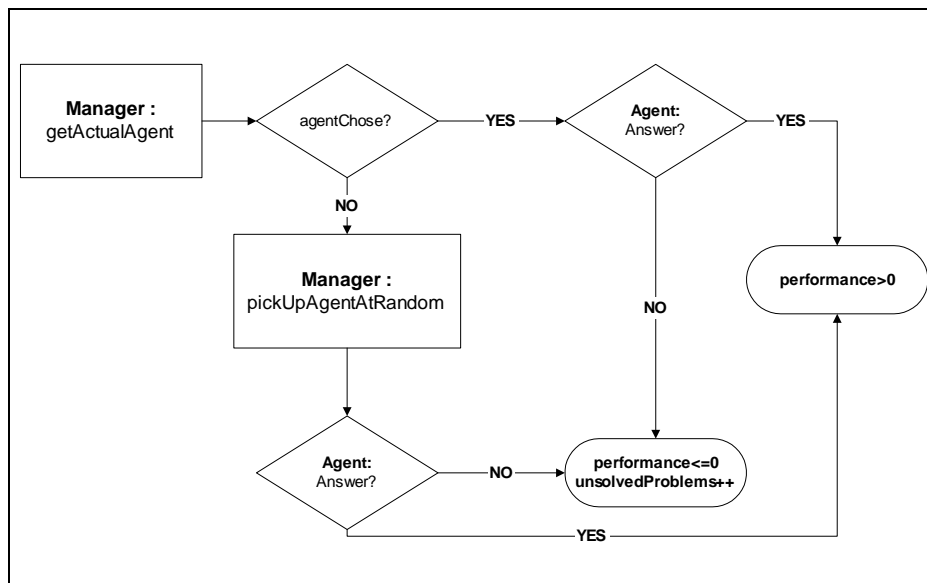 Manager :
getActualAgent
agentChose?
YES
Agent:
Answer?
YES
NO
Manager :
pickUpAgentAtRandom
performance>0
NO
Agent:
Answer?
NO
performance<=0
unsolvedProblems++
YES